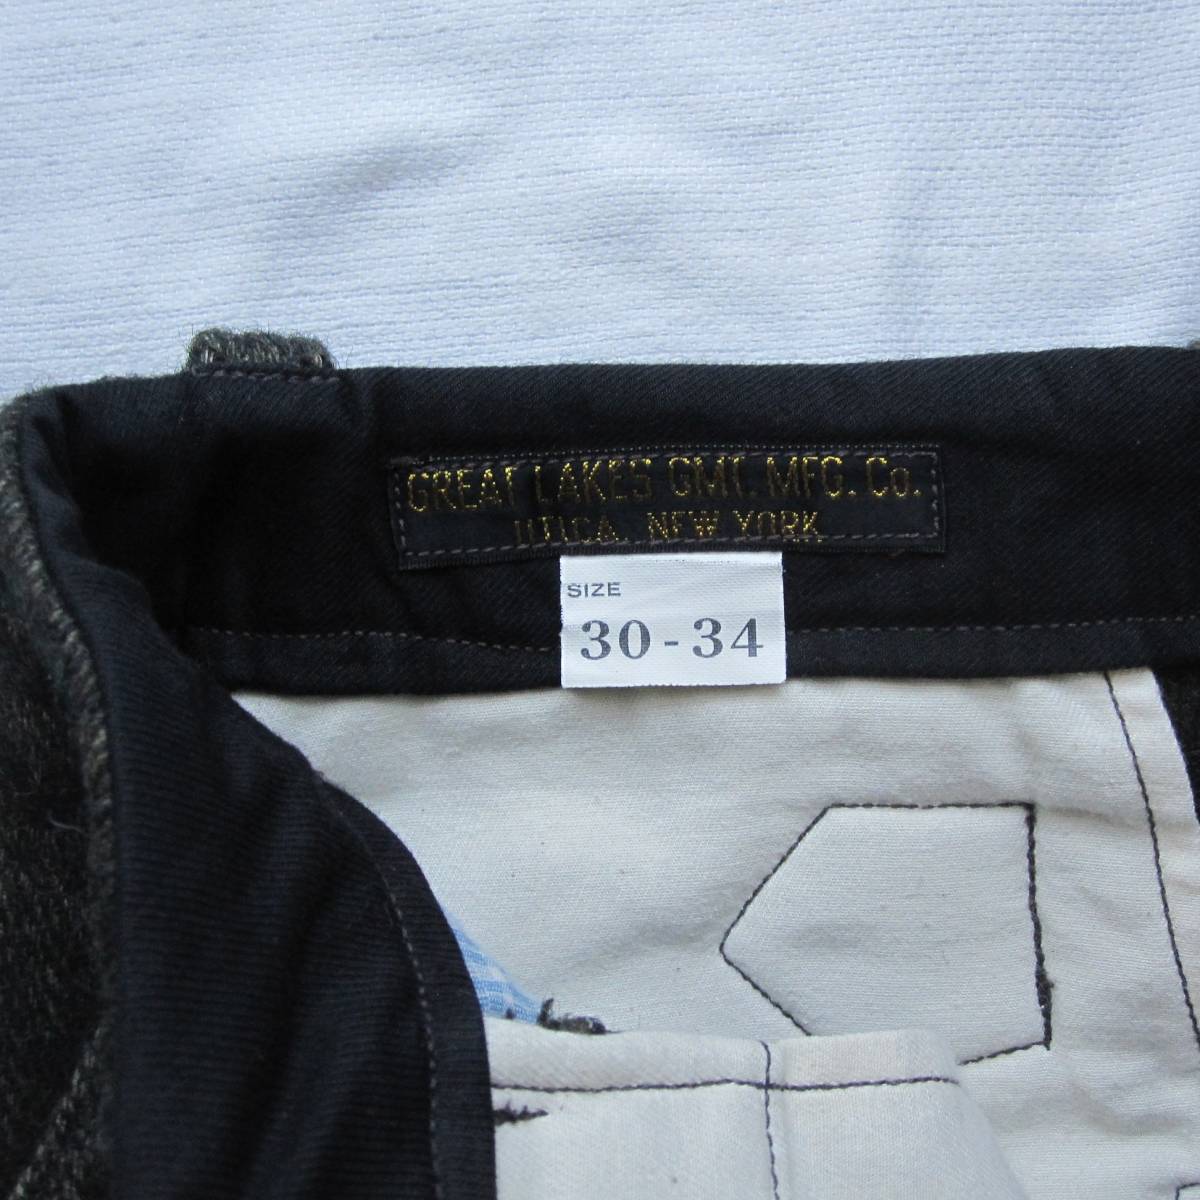 GREAT LAKES GMT. MFG. Co.
UTICA, NEW YORK
SIZE
30-34